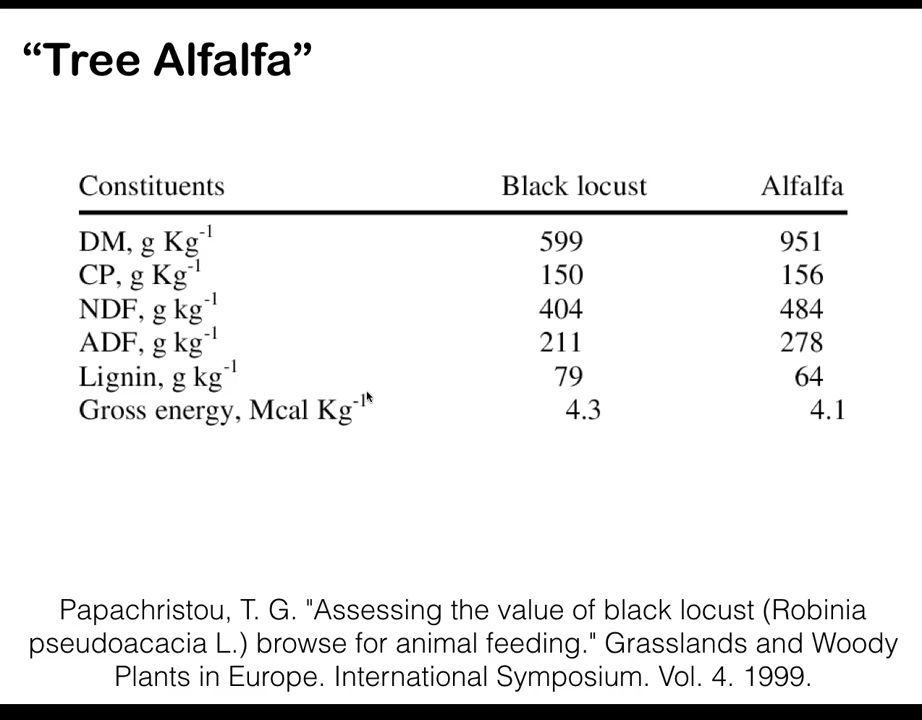 “Tree Alfalfa”
Constituents Black locust Alfalfa
DM, g Kg⁻¹ 599 951
CP, g Kg⁻¹ 150 156
NDF, g kg⁻¹ 404 484
ADF, g kg⁻¹ 211 278
Lignin, g kg⁻¹ 79 64
Gross energy, Mcal Kg⁻¹ 4.3 4.1
Papachristou, T. G. "Assessing the value of black locust (Robinia
pseudoacacia L.) browse for animal feeding." Grasslands and Woody
Plants in Europe. International Symposium. Vol. 4. 1999.